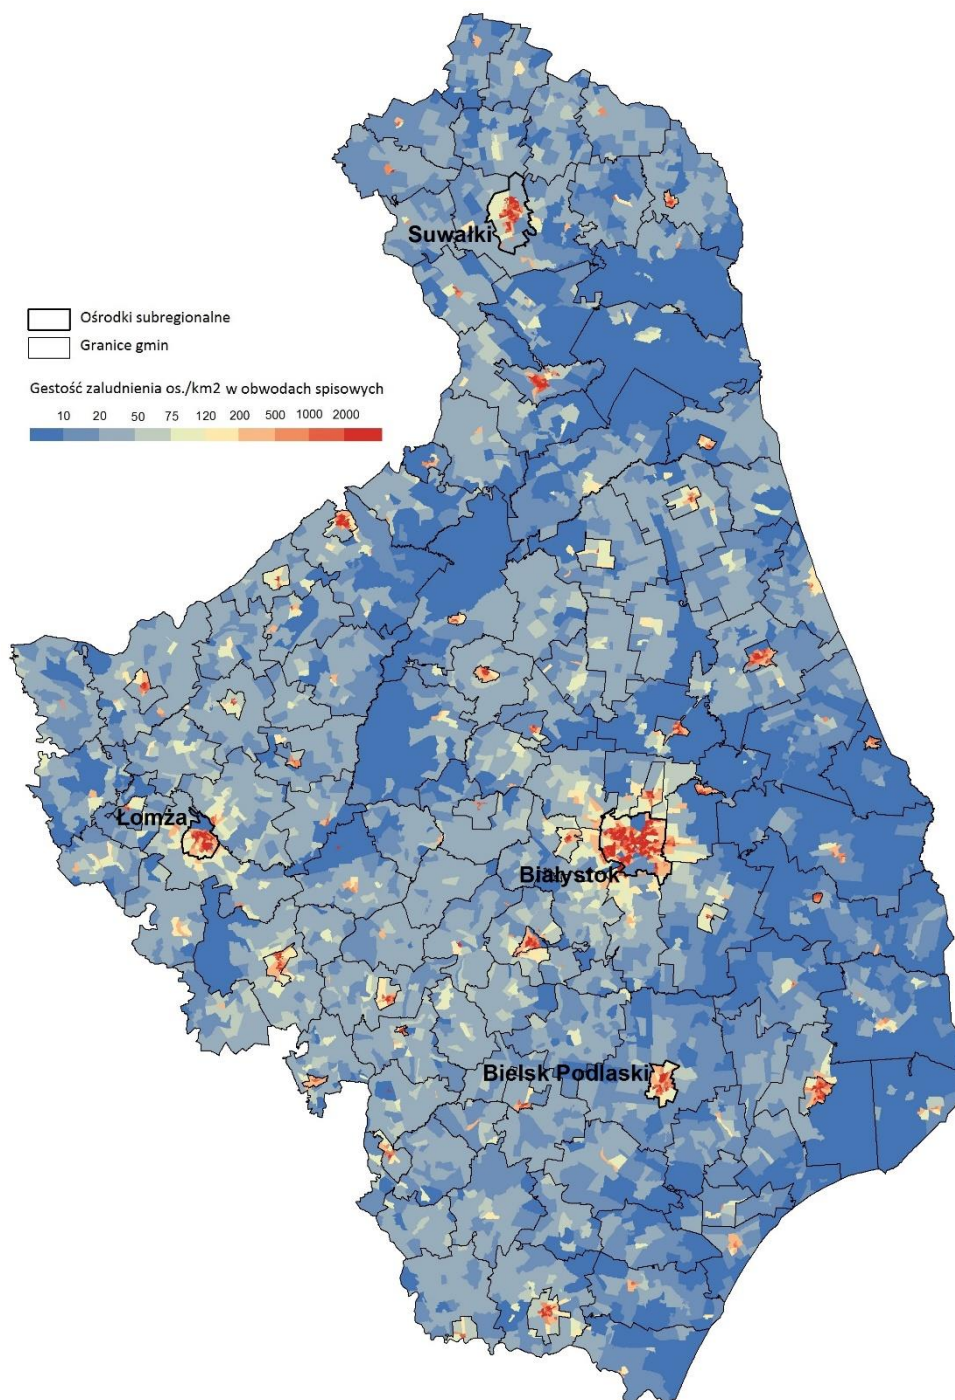 Suwałki
Ośrodki subregionalne
Granice gmin
Gestość zaludnienia os./km2 w obwodach spisowych
10 20 50 75 120 200 500 1000 2000
Łomża
Białystok
Bielsk Podlaski